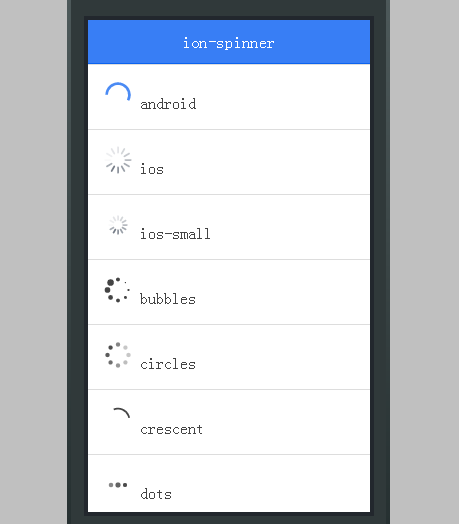 ion-spinner
android
ios
ios-small
bubbles
circles
crescent
dots